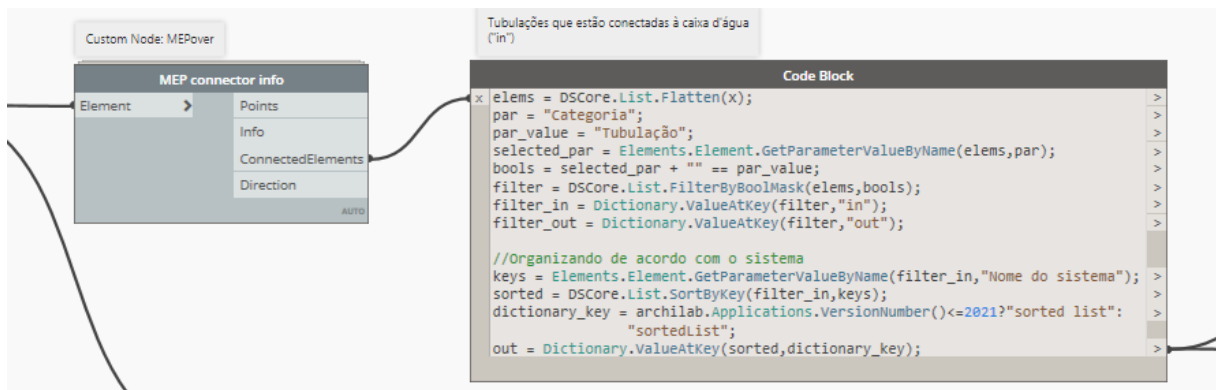 Custom Node: MEPover
MEP connector info
Element >
Points
Info
ConnectedElements
Direction
AUTO
Tubulações que estão conectadas à caixa d'água
("in")
Code Block
x elems = DSCore.List.Flatten(x); >
par = "Categoria"; >
par_value = "Tubulação"; >
selected_par = Elements.Element.GetParameterValueByName(elems,par); >
bools = selected_par + "" == par_value; >
filter = DSCore.List.FilterByBoolMask(elems,bools); >
filter_in = Dictionary.ValueAtKey(filter,"in"); >
filter_out = Dictionary.ValueAtKey(filter,"out"); >
//Organizando de acordo com o sistema
keys = Elements.Element.GetParameterValueByName(filter_in,"Nome do sistema"); >
sorted = DSCore.List.SortByKey(filter_in,keys); >
dictionary_key = archilab.Applications.VersionNumber()<=2021?"sorted list": >
"sortedList";
out = Dictionary.ValueAtKey(sorted,dictionary_key); >